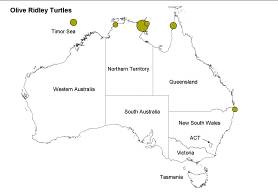 Olive Ridley Turtles
Timor Sea
Northern Territory
Queensland
Western Australia
South Australia
New South Wales
ACT
Victoria
Tasmania